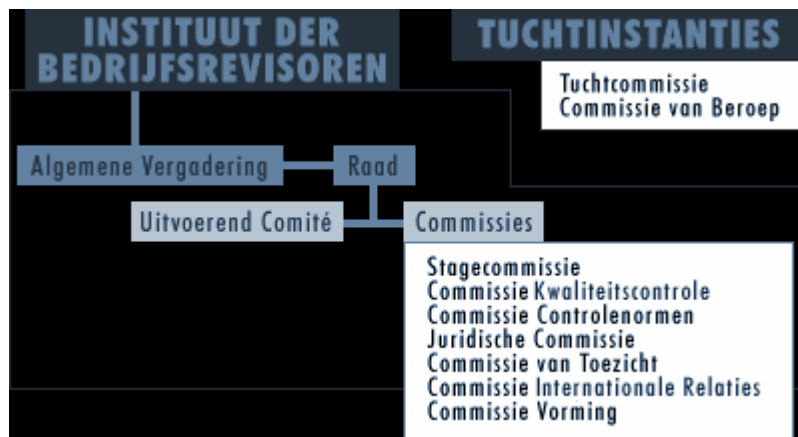 INSTITUUT DER
BEDRIJFSREVISOREN
TUCHTINSTANTIES
Tuchtcommissie
Commissie van Beroep
Algemene Vergadering
Raad
Uitvoerend Comité
Commissies
Stagecommissie
Commissie Kwaliteitscontrole
Commissie Controlenormen
Juridische Commissie
Commissie van Toezicht
Commissie Internationale Relaties
Commissie Vorming